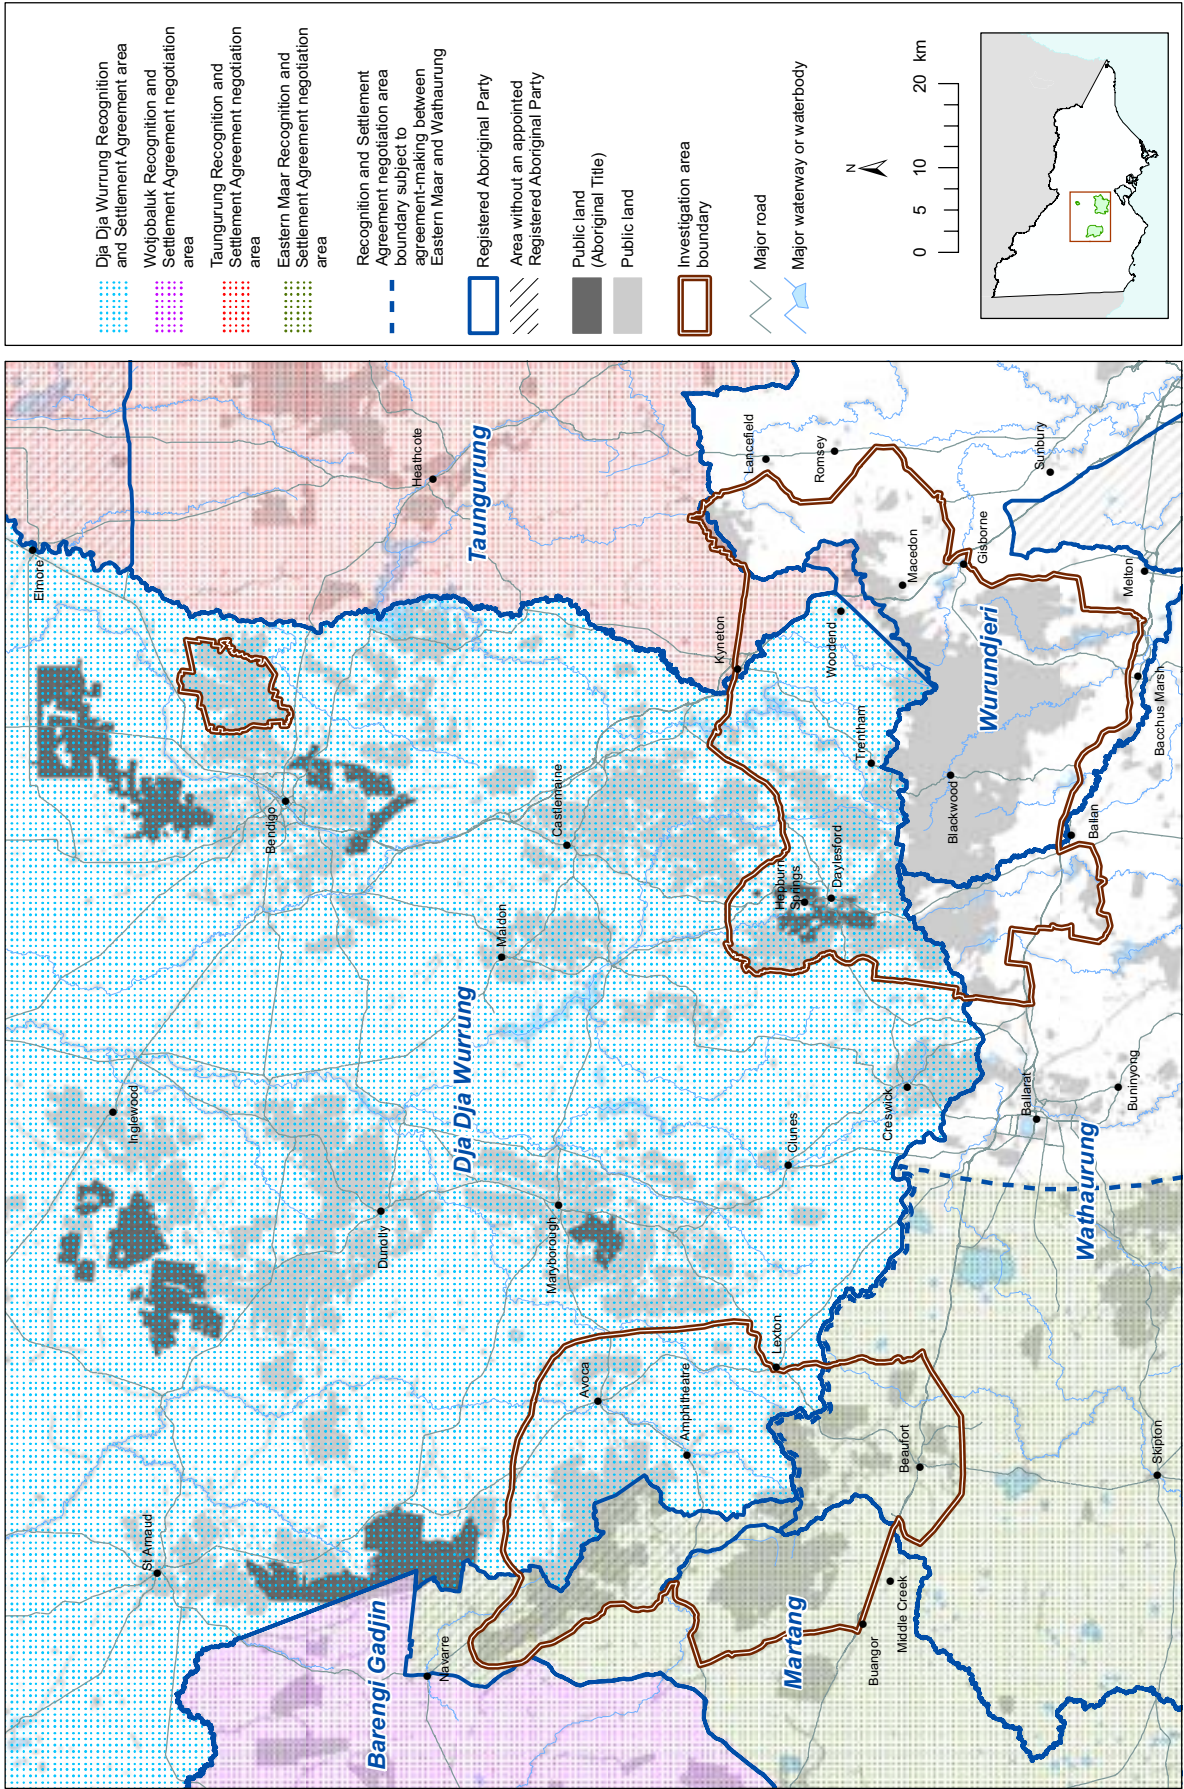 Elmore
Inglewood
St Arnaud
Bendigo
Heathcote
Dunolly
Taungurung
Dja Dja Wurrung
Barengi Gadjin
Navarre
Maldon
Castlemaine
Maryborough
Avoca
Amphitheatre
Kyneton
Lancefield
Romsey
Hepburn
Springs
Daylesford
Woodend
Trentham
Macedon
Clunes
Lexton
Creswick
Martang
Buangor
Middle Creek
Beaufort
Blackwood
Wurundjeri
Gisborne
Sunbury
Ballarat
Ballan
Wathaurung
Buninyong
Bacchus Marsh
Melton
Skipton
Dja Dja Wurrung Recognition
and Settlement Agreement area
Wotjobaluk Recognition and
Settlement Agreement negotiation
area
Taungurung Recognition and
Settlement Agreement negotiation
area
Eastern Maar Recognition and
Settlement Agreement negotiation
area
Recognition and Settlement
Agreement negotiation area
boundary subject to
agreement-making between
Eastern Maar and Wathaurung
Registered Aboriginal Party
Area without an appointed
Registered Aboriginal Party
Public land
(Aboriginal Title)
Public land
Investigation area
boundary
Major road
Major waterway or waterbody
N
0 5 10 20 km